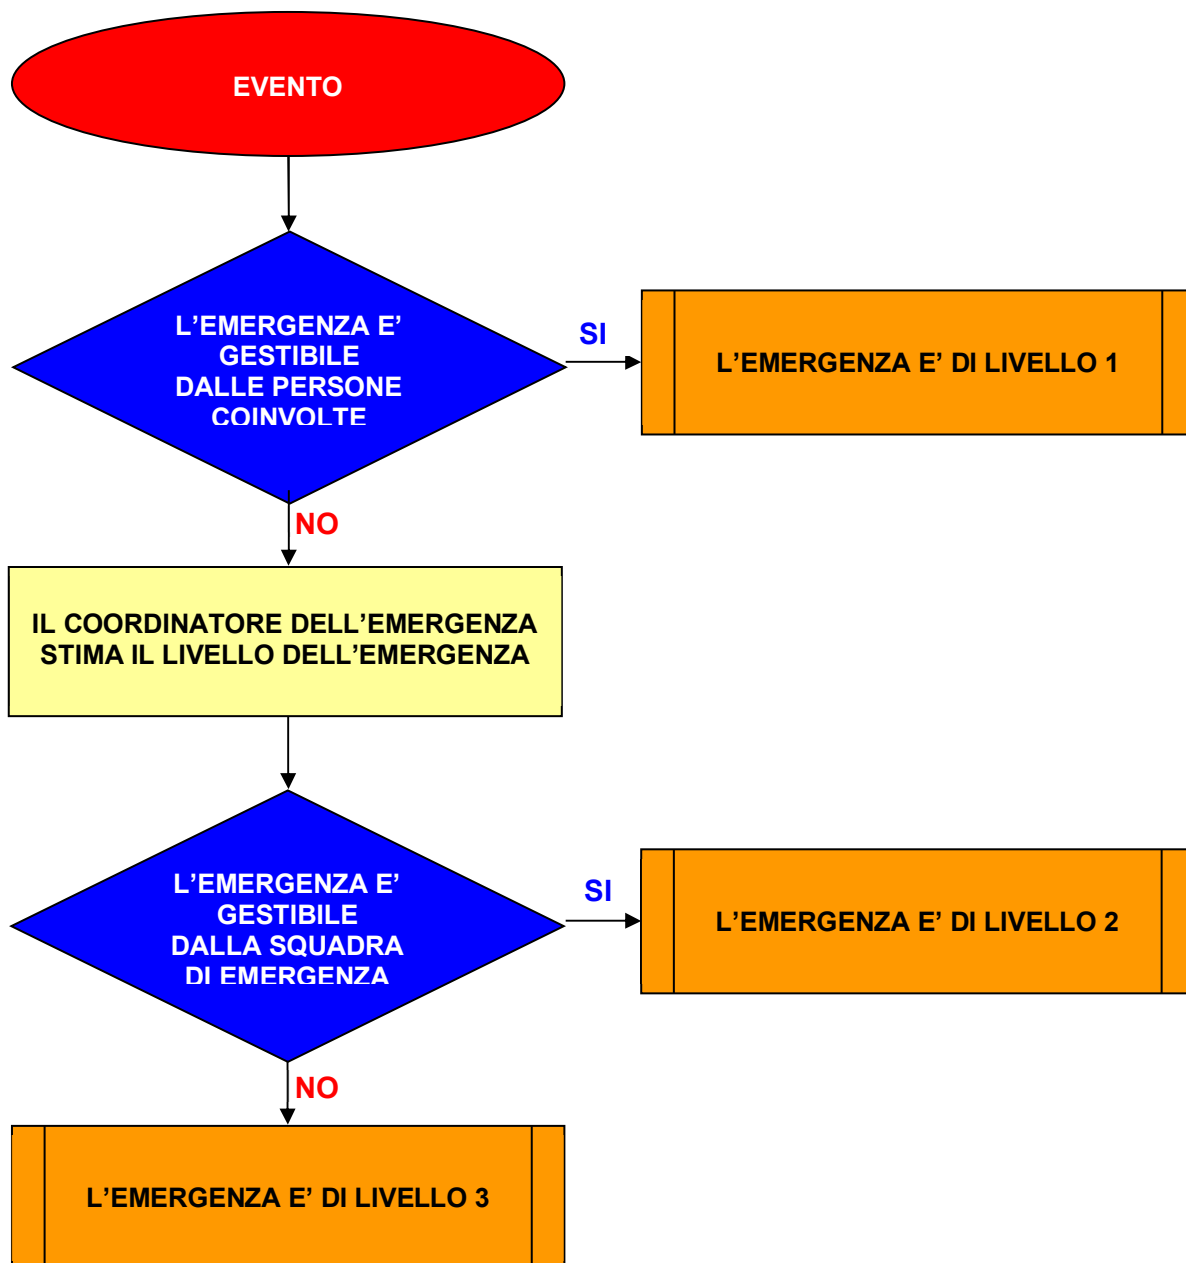 EVENTO
L’EMERGENZA E’
GESTIBILE
DALLE PERSONE
COINVOLTE
SI
L’EMERGENZA E’ DI LIVELLO 1
NO
IL COORDINATORE DELL’EMERGENZA
STIMA IL LIVELLO DELL’EMERGENZA
L’EMERGENZA E’
GESTIBILE
DALLA SQUADRA
DI EMERGENZA
SI
L’EMERGENZA E’ DI LIVELLO 2
NO
L’EMERGENZA E’ DI LIVELLO 3